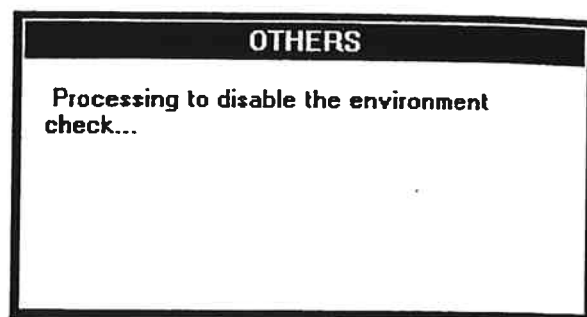 OTHERS
Processing to disable the environment
check...